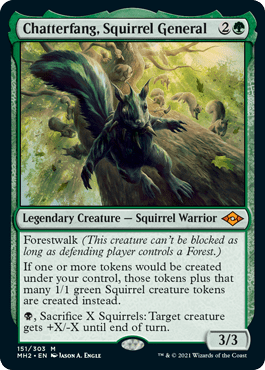 Chatterfang, Squirrel General 2
Legendary Creature — Squirrel Warrior
Forestwalk (This creature can't be blocked as
long as defending player controls a Forest.)
If one or more tokens would be created
under your control, those tokens plus that
many 1/1 green Squirrel creature tokens
are created instead.
, Sacrifice X Squirrels: Target creature
gets +X/-X until end of turn.
3/3
151/303 M
MH2 • EN Jason A. Engle
™ & © 2021 Wizards of the Coast